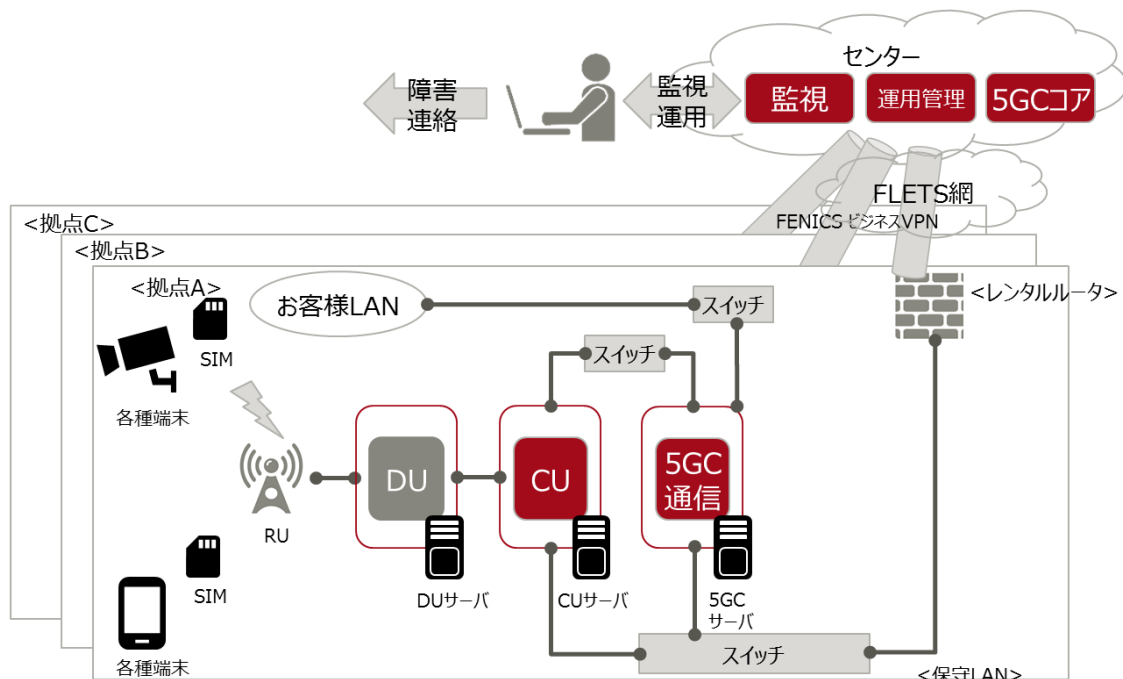 センター
障害
連絡
監視
運用
監視
運用管理
5GCコア
FLETS網
FENICS ビジネスVPN
<拠点C>
<拠点B>
<拠点A>
お客様LAN
スイッチ
<レンタルルータ>
スイッチ
SIM
各種端末
DU
CU
5GC
通信
RU
SIM
DUサーバ
CUサーバ
5GC
サーバ
スイッチ
各種端末
<保守LAN>